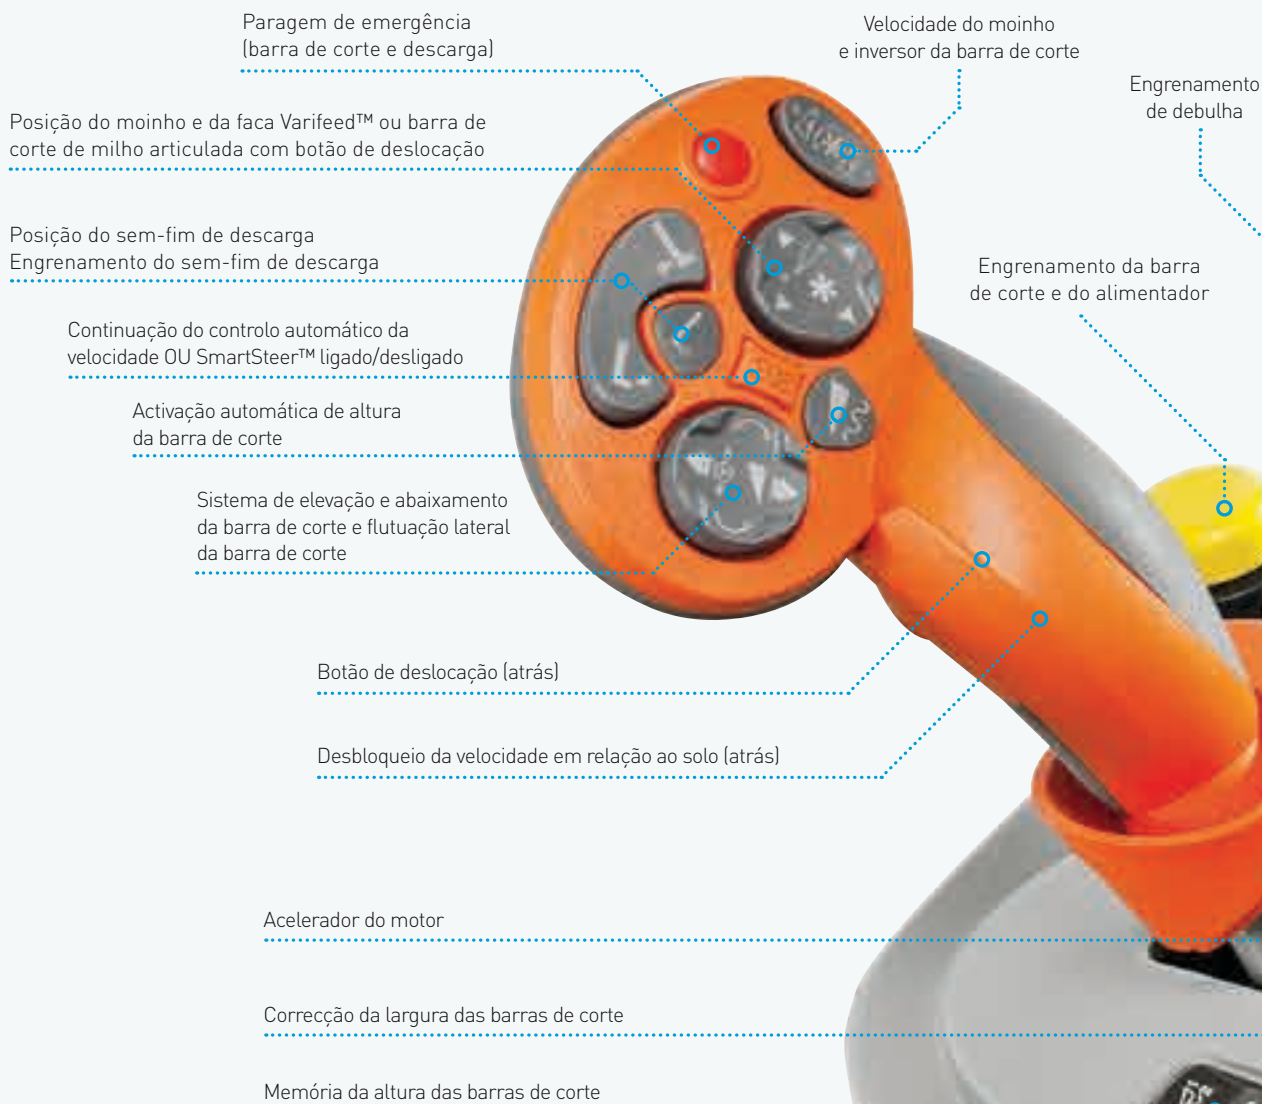 Paragem de emergência
(barra de corte e descarga)
Velocidade do moinho
e inversor da barra de corte
Engrenamento
de debulha
Posição do moinho e da faca Varifeed™ ou barra de
corte de milho articulada com botão de deslocação
Posição do sem-fim de descarga
Engrenamento do sem-fim de descarga
Engrenamento da barra
de corte e do alimentador
Continuação do controlo automático da
velocidade OU SmartSteer™ ligado/desligado
Activação automática de altura
da barra de corte
Sistema de elevação e abaixamento
da barra de corte e flutuação lateral
da barra de corte
Botão de deslocação (atrás)
Desbloqueio da velocidade em relação ao solo (atrás)
Acelerador do motor
Correcção da largura das barras de corte
Memória da altura das barras de corte